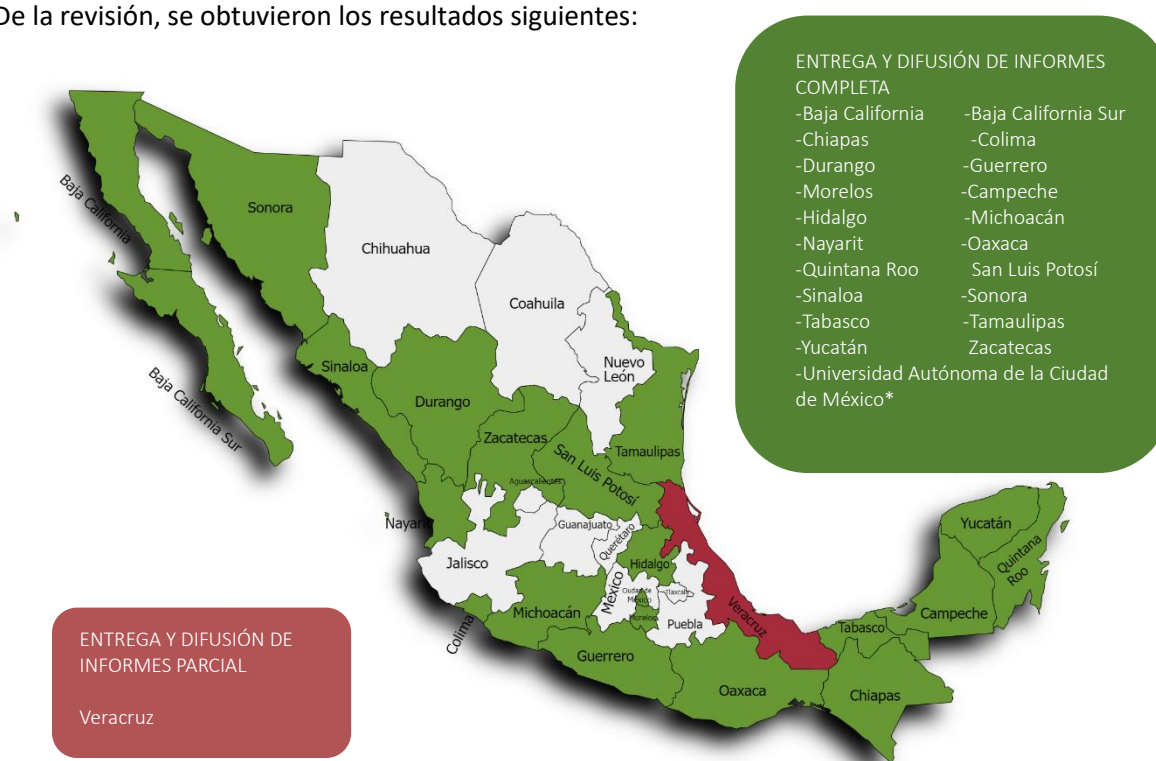 De la revisión, se obtuvieron los resultados siguientes:
ENTREGA Y DIFUSIÓN DE INFORMES
COMPLETA
-Baja California -Baja California Sur
-Chiapas -Colima
-Durango -Guerrero
-Morelos -Campeche
-Hidalgo -Michoacán
-Nayarit -Oaxaca
-Quintana Roo San Luis Potosí
-Sinaloa -Sonora
-Tabasco -Tamaulipas
-Yucatán Zacatecas
-Universidad Autónoma de la Ciudad
de México*
Baja California
Sonora
Chihuahua
Coahuila
Nuevo
León
Sinaloa
Baja California Sur
Durango
Zacatecas
San Luis Potosí
Tamaulipas
Aguascalientes
Nayarit
Guanajuato
Querétaro
Jalisco
Hidalgo
México
Ciudad de
México
Tlaxcala
Morelos
Puebla
Veracruz
Colima
Michoacán
Guerrero
Oaxaca
Chiapas
Tabasco
Campeche
Yucatán
Quintana
Roo
ENTREGA Y DIFUSIÓN DE
INFORMES PARCIAL
Veracruz